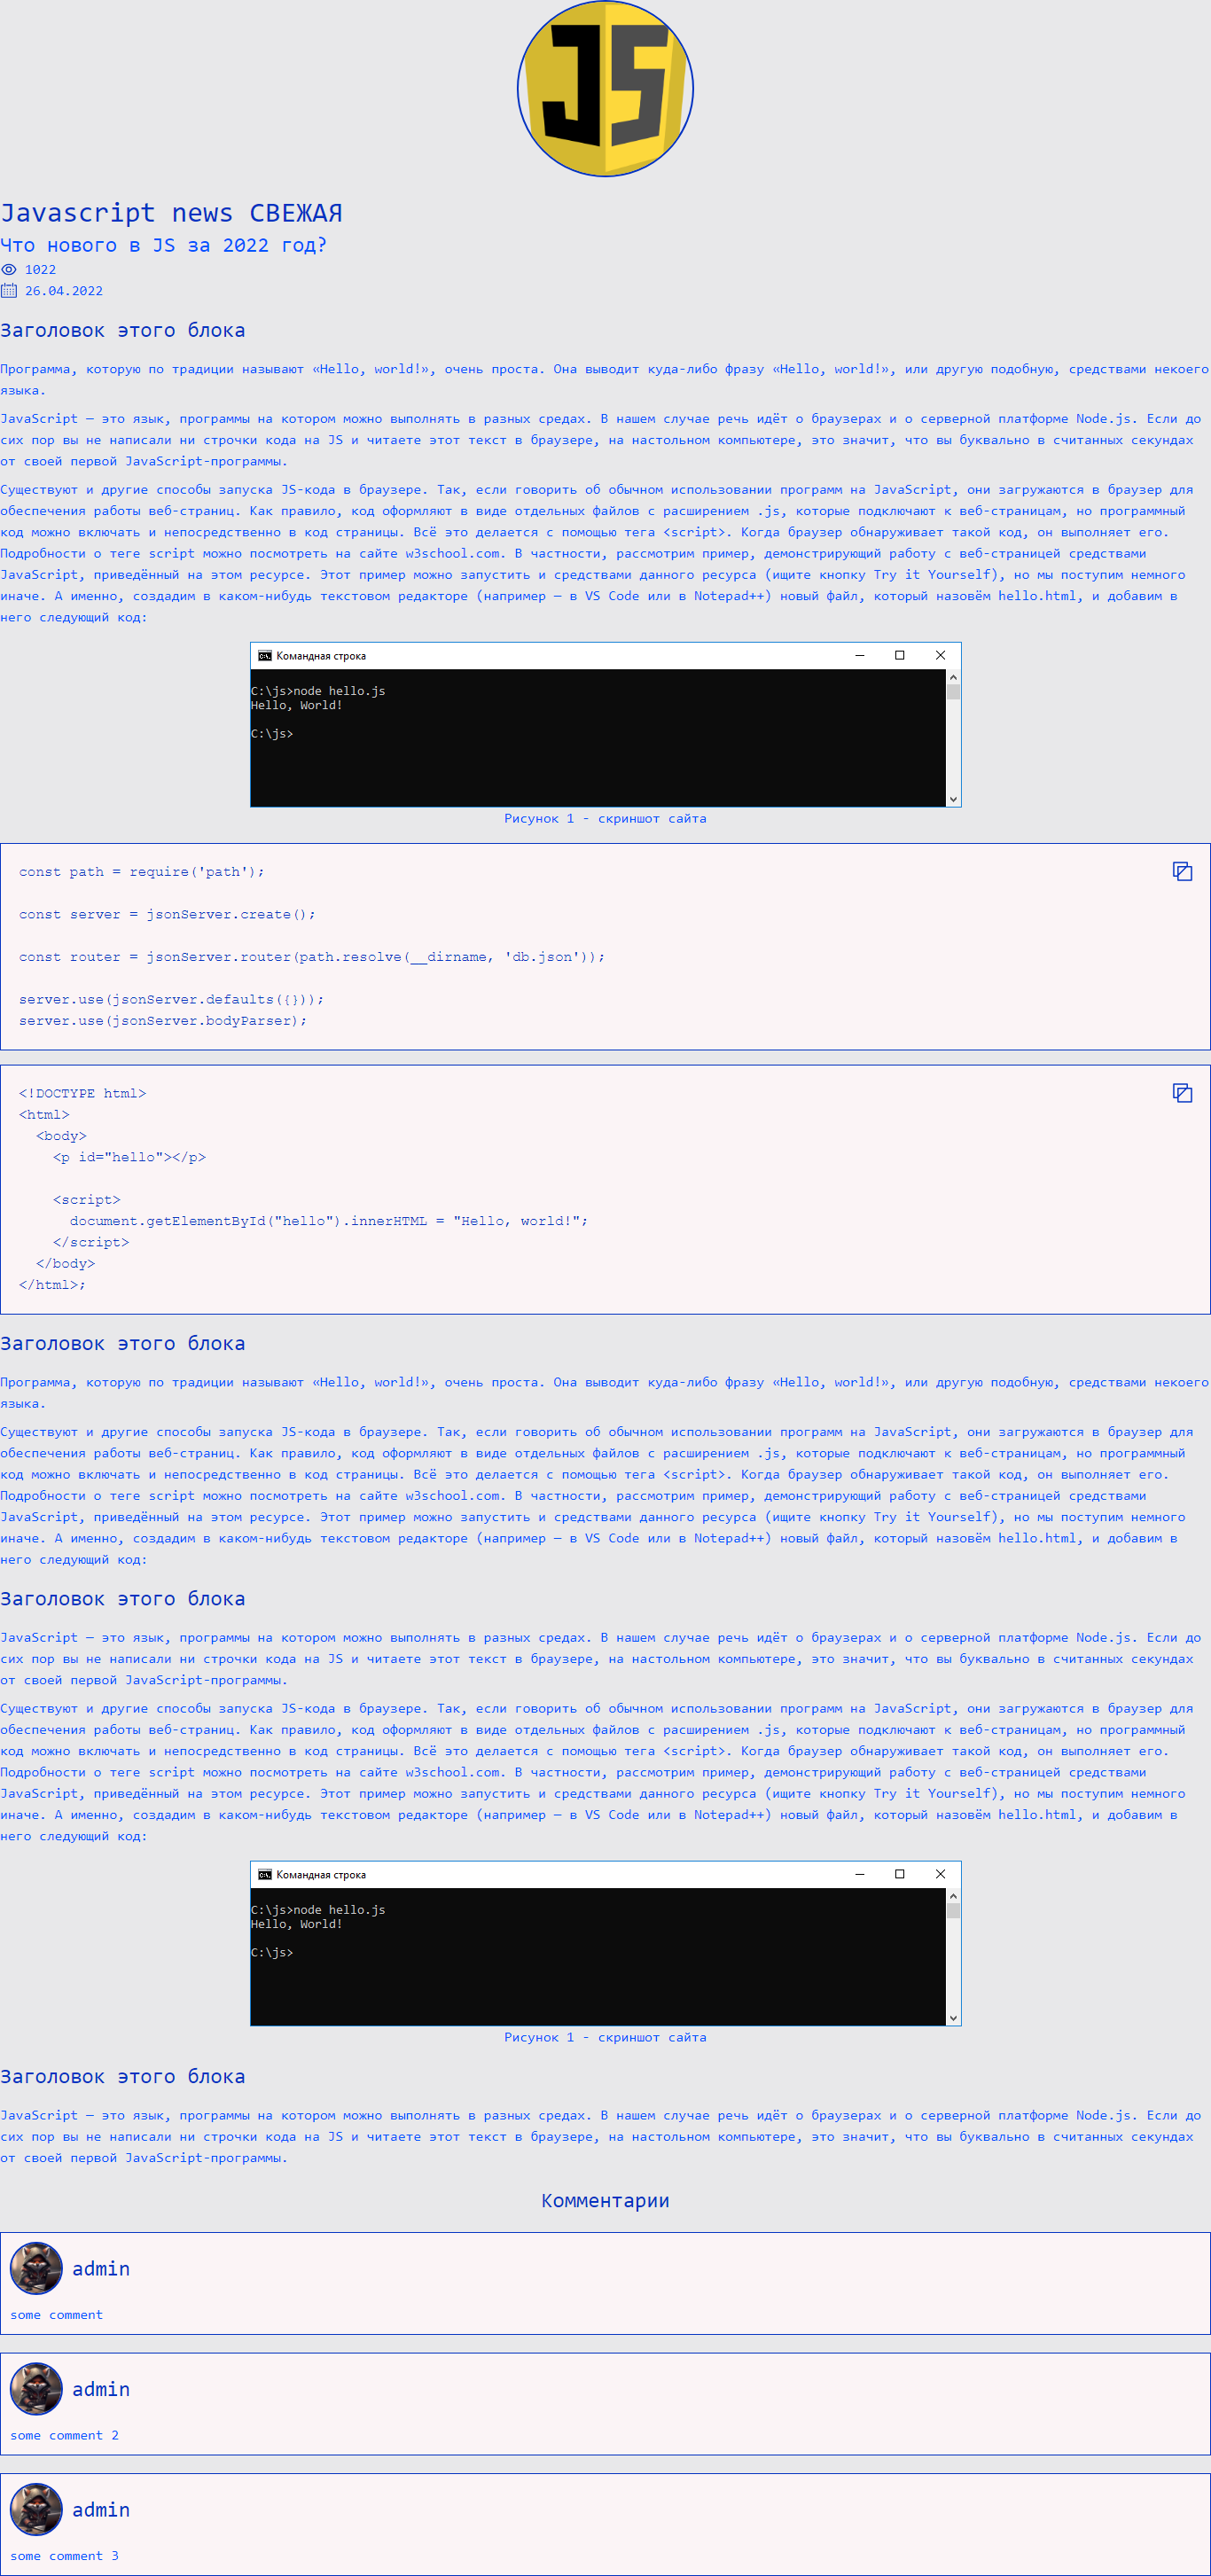 JS
Javascript news СВЕЖАЯ
Что нового в JS за 2022 год?
1022
26.04.2022
Заголовок этого блока
Программа, которую по традиции называют «Hello, world!», очень проста. Она выводит куда-либо фразу «Hello, world!», или другую подобную, средствами некоего
языка.
JavaScript — это язык, программы на котором можно выполнять в разных средах. В нашем случае речь идёт о браузерах и о серверной платформе Node.js. Если до
сих пор вы не написали ни строчки кода на JS и читаете этот текст в браузере, на настольном компьютере, это значит, что вы буквально в считанных секундах
от своей первой JavaScript-программы.
Существуют и другие способы запуска JS-кода в браузере. Так, если говорить об обычном использовании программ на JavaScript, они загружаются в браузер для
обеспечения работы веб-страниц. Как правило, код оформляют в виде отдельных файлов с расширением .js, которые подключают к веб-страницам, но программный
код можно включать и непосредственно в код страницы. Всё это делается с помощью тега <script>. Когда браузер обнаруживает такой код, он выполняет его.
Подробности о теге script можно посмотреть на сайте w3school.com. В частности, рассмотрим пример, демонстрирующий работу с веб-страницей средствами
JavaScript, приведённый на этом ресурсе. Этот пример можно запустить и средствами данного ресурса (ищите кнопку Try it Yourself), но мы поступим немного
иначе. А именно, создадим в каком-нибудь текстовом редакторе (например — в VS Code или в Notepad++) новый файл, который назовём hello.html, и добавим в
него следующий код:
Командная строка
C:\js>node hello.js
Hello, World!
C:\js>
Рисунок 1 - скриншот сайта
const path = require('path');
const server = jsonServer.create();
const router = jsonServer.router(path.resolve(__dirname, 'db.json'));
server.use(jsonServer.defaults({}));
server.use(jsonServer.bodyParser);
<!DOCTYPE html>
<html>
<body>
<p id="hello"></p>
<script>
document.getElementById("hello").innerHTML = "Hello, world!";
</script>
</body>
</html>;
Заголовок этого блока
Программа, которую по традиции называют «Hello, world!», очень проста. Она выводит куда-либо фразу «Hello, world!», или другую подобную, средствами некоего
языка.
Существуют и другие способы запуска JS-кода в браузере. Так, если говорить об обычном использовании программ на JavaScript, они загружаются в браузер для
обеспечения работы веб-страниц. Как правило, код оформляют в виде отдельных файлов с расширением .js, которые подключают к веб-страницам, но программный
код можно включать и непосредственно в код страницы. Всё это делается с помощью тега <script>. Когда браузер обнаруживает такой код, он выполняет его.
Подробности о теге script можно посмотреть на сайте w3school.com. В частности, рассмотрим пример, демонстрирующий работу с веб-страницей средствами
JavaScript, приведённый на этом ресурсе. Этот пример можно запустить и средствами данного ресурса (ищите кнопку Try it Yourself), но мы поступим немного
иначе. А именно, создадим в каком-нибудь текстовом редакторе (например — в VS Code или в Notepad++) новый файл, который назовём hello.html, и добавим в
него следующий код:
Заголовок этого блока
JavaScript — это язык, программы на котором можно выполнять в разных средах. В нашем случае речь идёт о браузерах и о серверной платформе Node.js. Если до
сих пор вы не написали ни строчки кода на JS и читаете этот текст в браузере, на настольном компьютере, это значит, что вы буквально в считанных секундах
от своей первой JavaScript-программы.
Существуют и другие способы запуска JS-кода в браузере. Так, если говорить об обычном использовании программ на JavaScript, они загружаются в браузер для
обеспечения работы веб-страниц. Как правило, код оформляют в виде отдельных файлов с расширением .js, которые подключают к веб-страницам, но программный
код можно включать и непосредственно в код страницы. Всё это делается с помощью тега <script>. Когда браузер обнаруживает такой код, он выполняет его.
Подробности о теге script можно посмотреть на сайте w3school.com. В частности, рассмотрим пример, демонстрирующий работу с веб-страницей средствами
JavaScript, приведённый на этом ресурсе. Этот пример можно запустить и средствами данного ресурса (ищите кнопку Try it Yourself), но мы поступим немного
иначе. А именно, создадим в каком-нибудь текстовом редакторе (например — в VS Code или в Notepad++) новый файл, который назовём hello.html, и добавим в
него следующий код:
Командная строка
C:\js>node hello.js
Hello, World!
C:\js>
Рисунок 1 - скриншот сайта
Заголовок этого блока
JavaScript — это язык, программы на котором можно выполнять в разных средах. В нашем случае речь идёт о браузерах и о серверной платформе Node.js. Если до
сих пор вы не написали ни строчки кода на JS и читаете этот текст в браузере, на настольном компьютере, это значит, что вы буквально в считанных секундах
от своей первой JavaScript-программы.
Комментарии
admin
some comment
admin
some comment 2
admin
some comment 3